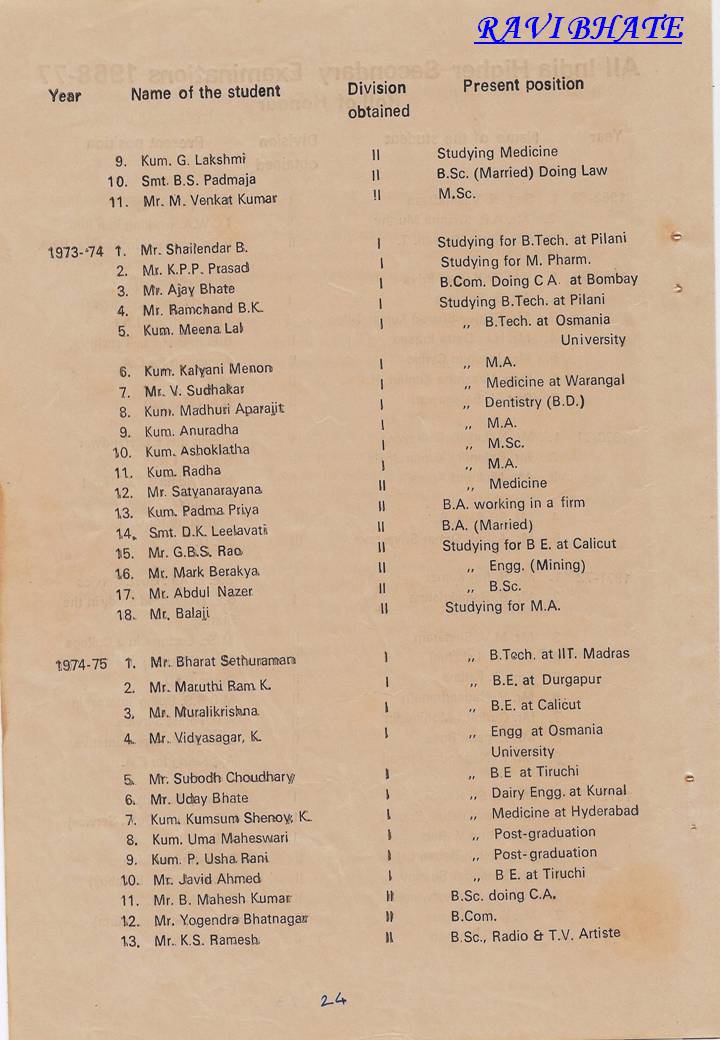 RAVI BHATE
Year Name of the student Division obtained Present position
9. Kum. G. Lakshmi II Studying Medicine
10. Smt. B.S. Padmaja II B.Sc. (Married) Doing Law
11. Mr. M. Venkat Kumar II M.Sc.
1973-'74 1. Mr. Shailendar B. I Studying for B.Tech. at Pilani
2. Mr. K.P.P. Prasad I Studying for M. Pharm.
3. Mr. Ajay Bhate I B.Com. Doing C A. at Bombay
4. Mr. Ramchand B.K. I Studying B.Tech. at Pilani
5. Kum. Meena Lal I ,, B.Tech. at Osmania
University
6. Kum. Kalyani Menon I ,, M.A.
7. Mr. V. Sudhakar I ,, Medicine at Warangal
8. Kum. Madhuri Aparajit I ,, Dentistry (B.D.)
9. Kum. Anuradha I ,, M.A.
10. Kum. Ashoklatha I ,, M.Sc.
11. Kum. Radha I ,, M.A.
12. Mr. Satyanarayana II ,, Medicine
13. Kum. Padma Priya II B.A. working in a firm
14. Smt. D.K. Leelavati II B.A. (Married)
15. Mr. G.B.S. Rao II Studying for B E. at Calicut
16. Mr. Mark Berakya II ,, Engg. (Mining)
17. Mr. Abdul Nazer II ,, B.Sc.
18. Mr. Balaji II Studying for M.A.
1974-75 1. Mr. Bharat Sethuraman I ,, B.Tech. at IIT. Madras
2. Mr. Maruthi Ram K. I ,, B.E. at Durgapur
3. Mr. Muralikrishna I ,, B.E. at Calicut
4. Mr. Vidyasagar, K. I ,, Engg at Osmania
University
5. Mr. Subodh Choudhary I ,, B.E at Tiruchi
6. Mr. Uday Bhate I ,, Dairy Engg. at Kurnal
7. Kum. Kumsum Shenoy, K. I ,, Medicine at Hyderabad
8. Kum. Uma Maheswari I ,, Post-graduation
9. Kum. P. Usha Rani I ,, Post-graduation
10. Mr. Javid Ahmed I ,, B E. at Tiruchi
11. Mr. B. Mahesh Kumar II B.Sc. doing C.A.
12. Mr. Yogendra Bhatnagar II B.Com.
13. Mr. K.S. Ramesh II B.Sc., Radio & T.V. Artiste
24